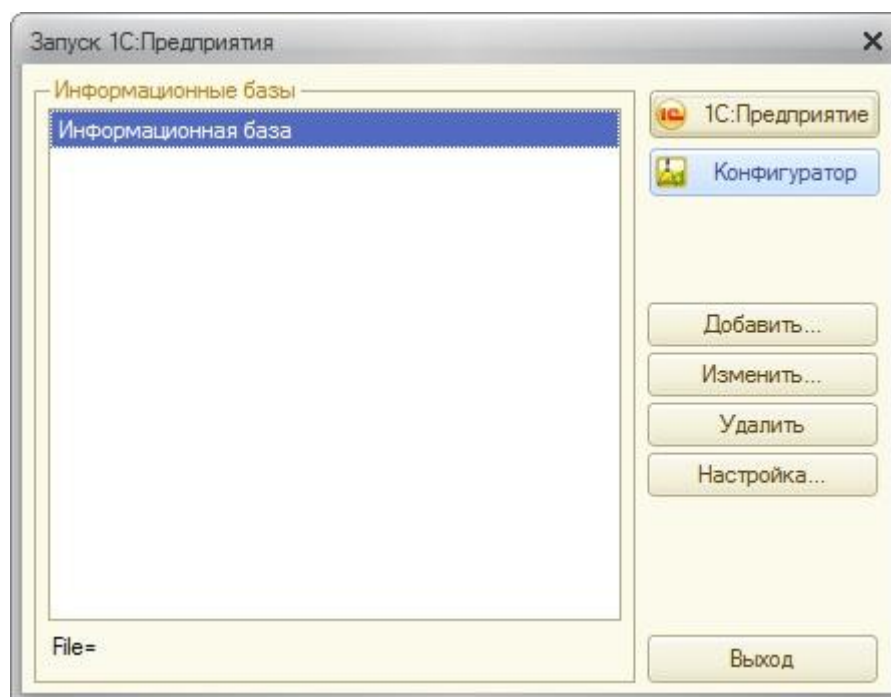 Запуск 1С:Предприятия
Информационные базы
Информационная база
1С:Предприятие
Конфигуратор
Добавить...
Изменить...
Удалить
Настройка...
File=
Выход